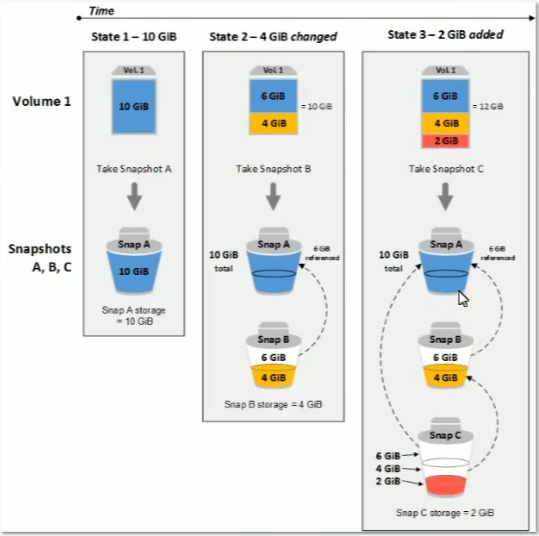 Time
State 1 – 10 GiB
State 2 – 4 GiB changed
State 3 – 2 GiB added
Volume 1
Vol. 1
10 GiB
Vol. 1
6 GiB
4 GiB
= 10 GiB
Vol. 1
6 GiB
4 GiB
2 GiB
= 12 GiB
Take Snapshot A
Take Snapshot B
Take Snapshot C
Snapshots
A, B, C
Snap A
10 GiB
Snap A storage
= 10 GiB
10 GiB
total
Snap A
6 GiB
referenced
Snap B
6 GiB
4 GiB
Snap B storage = 4 GiB
10 GiB
total
Snap A
6 GiB
referenced
Snap B
6 GiB
4 GiB
Snap C
6 GiB
4 GiB
2 GiB
Snap C storage = 2 GiB